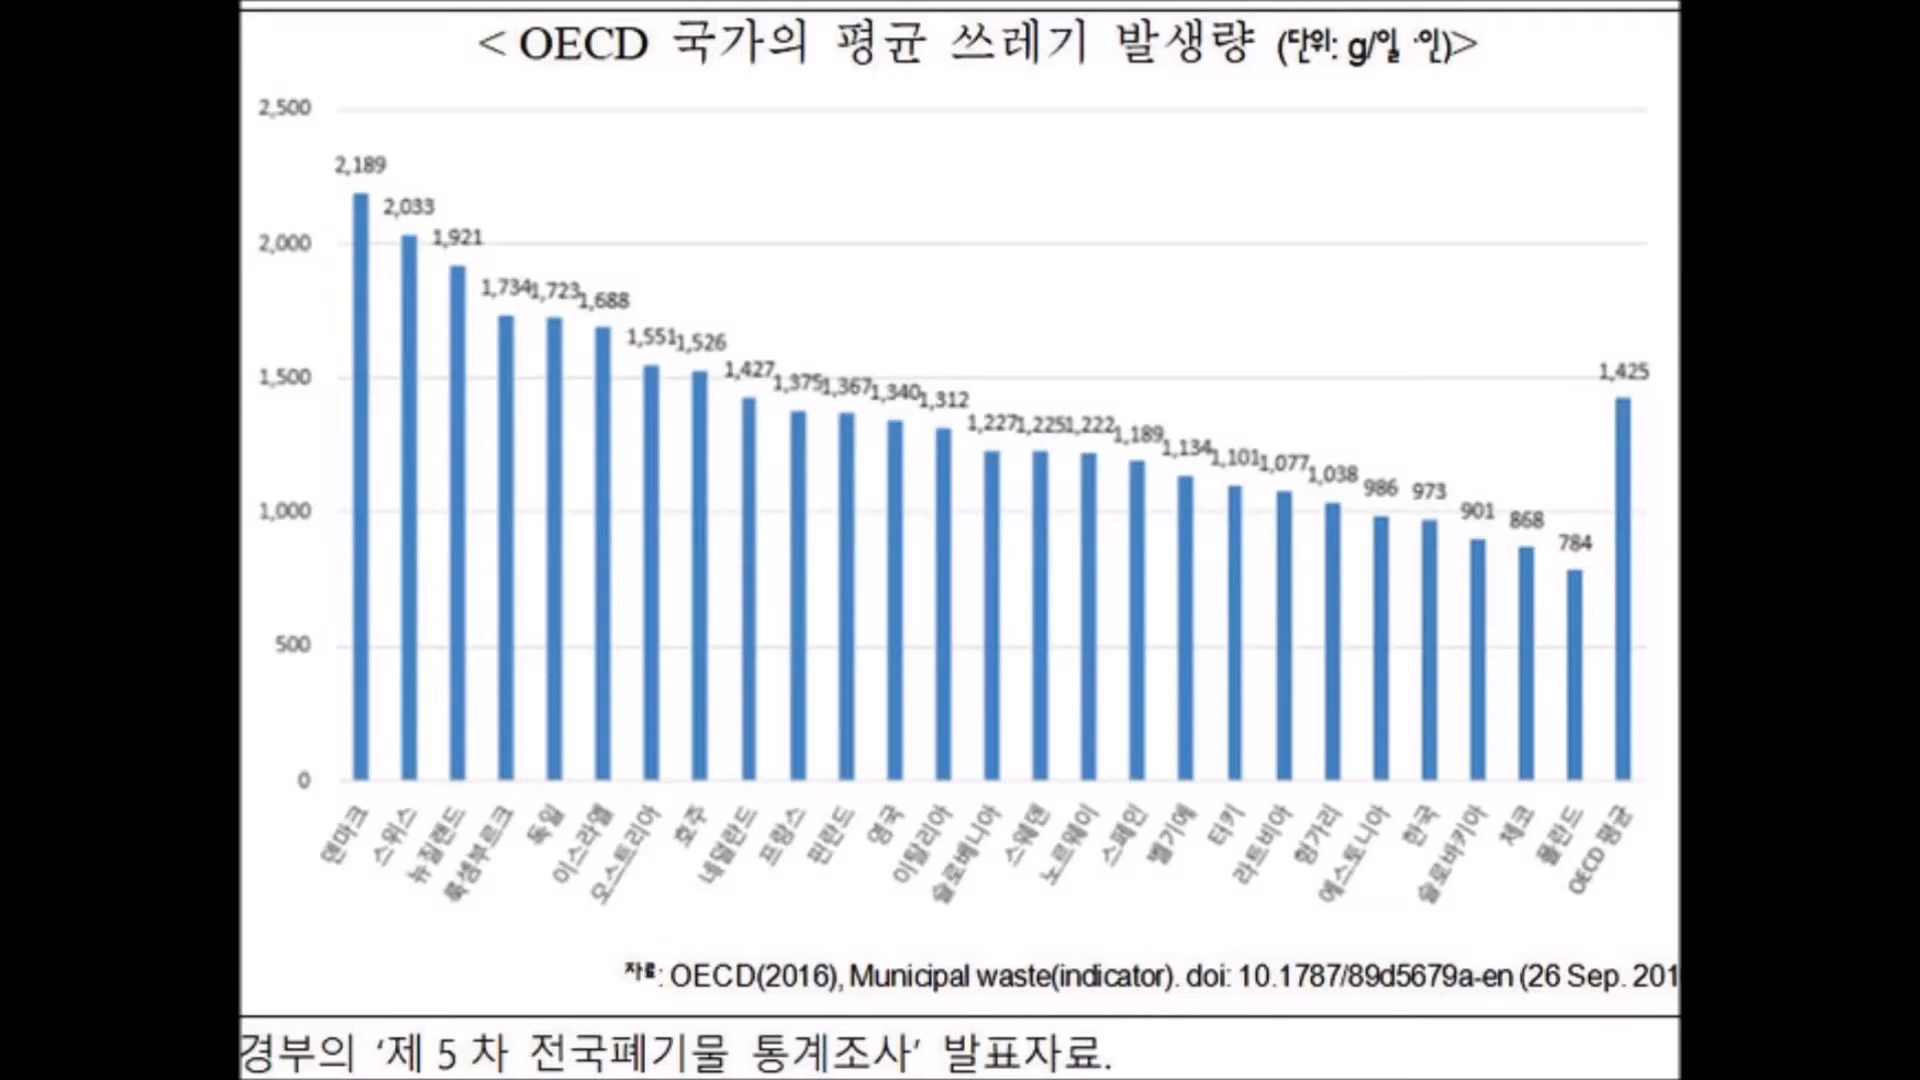 < OECD 국가의 평균 쓰레기 발생량 (단위: g/일 ·인)>
2,500
2,000
1,500
1,000
500
0
2,189
2,033
1,921
1,734
1,723
1,688
1,551
1,526
1,427
1,375
1,367
1,340
1,312
1,227
1,225
1,222
1,189
1,134
1,101
1,077
1,038
986
973
901
868
784
1,425
덴마크
스위스
뉴질랜드
룩셈부르크
독일
이스라엘
오스트리아
호주
네덜란드
프랑스
핀란드
영국
이탈리아
슬로베니아
스웨덴
노르웨이
스페인
벨기에
터키
라트비아
헝가리
에스토니아
한국
슬로바키아
체코
폴란드
OECD 평균
자료: OECD(2016), Municipal waste(indicator). doi: 10.1787/89d5679a-en (26 Sep. 201
경부의 ‘제 5 차 전국폐기물 통계조사’ 발표자료.